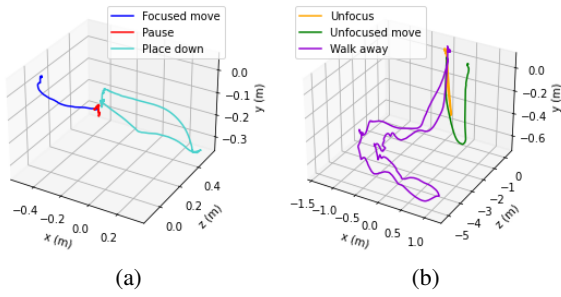 Focused move
Pause
Place down
0.0
−0.1
−0.2
−0.3
y (m)
0.4
0.2
0.0
z (m)
−0.4
−0.2
0.0
0.2
x (m)
(a)
Unfocus
Unfocused move
Walk away
0.0
−0.2
−0.4
−0.6
y (m)
0
−1
−2
−3
−4
−5
z (m)
−1.5
−1.0
−0.5
0.0
0.5
1.0
x (m)
(b)